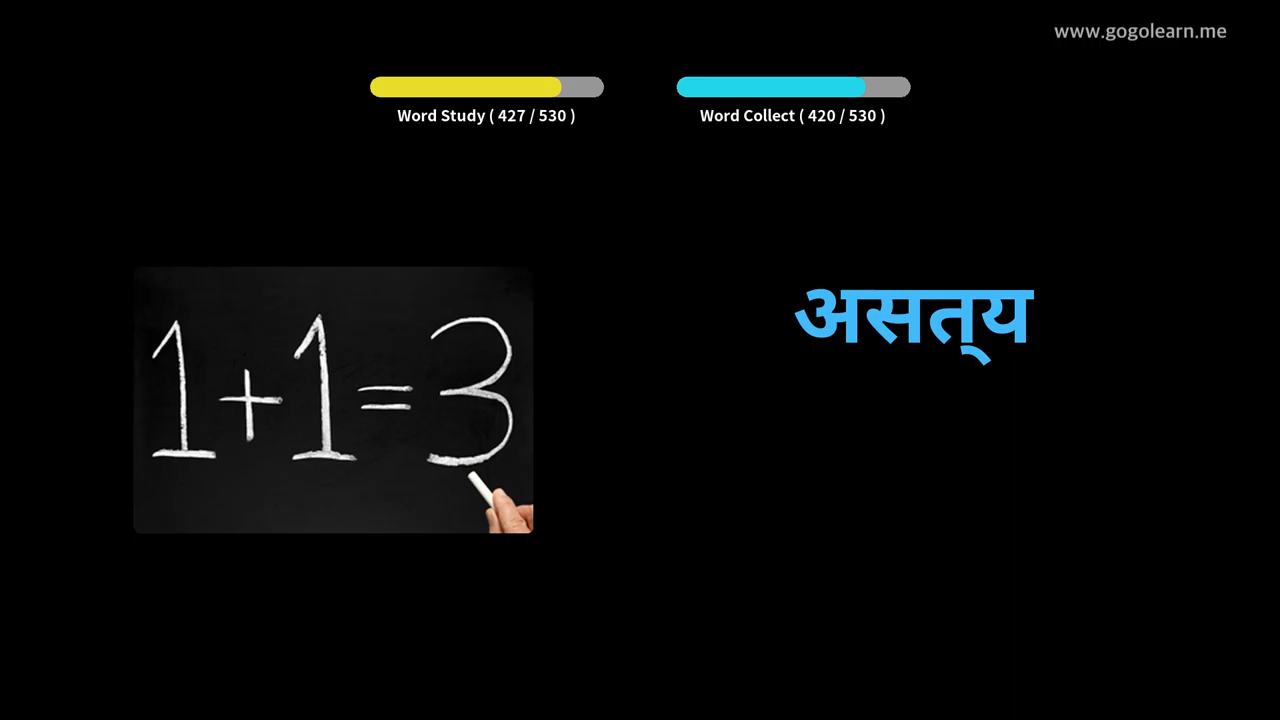 www.gogolearn.me
Word Study ( 427 / 530 )
Word Collect ( 420 / 530 )
असत्‌य
1+1=3